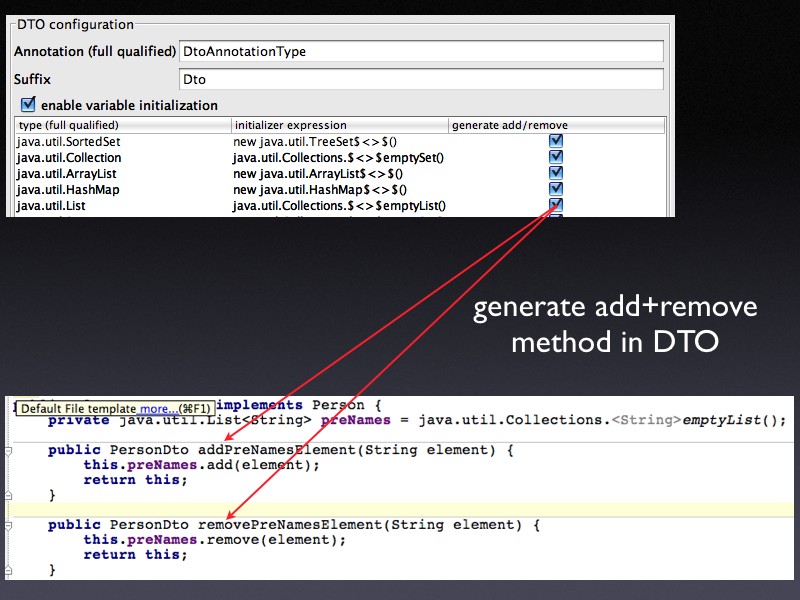 DTO configuration
Annotation (full qualified) DtoAnnotationType
Suffix Dto
enable variable initialization
type (full qualified) initializer expression generate add/remove
java.util.SortedSet new java.util.TreeSet$<>$()
java.util.Collection java.util.Collections.$<>$emptySet()
java.util.ArrayList new java.util.ArrayList$<>$()
java.util.HashMap new java.util.HashMap$<>$()
java.util.List java.util.Collections.$<>$emptyList()
generate add+remove
method in DTO
Default File template more...(⌘F1) implements Person {
private java.util.List<String> preNames = java.util.Collections.<String>emptyList();
public PersonDto addPreNamesElement(String element) {
this.preNames.add(element);
return this;
}
public PersonDto removePreNamesElement(String element) {
this.preNames.remove(element);
return this;
}